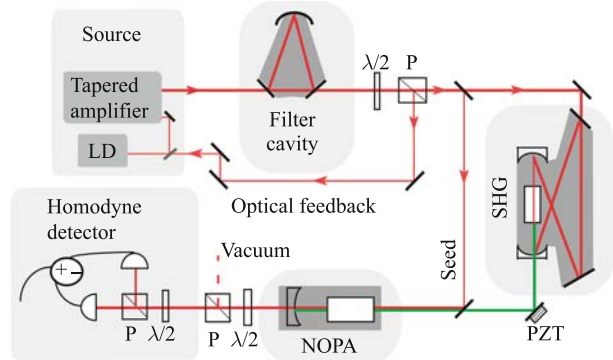 Source
Tapered
amplifier
LD
Filter
cavity
λ/2
P
Optical feedback
Homodyne
detector
+ −
Vacuum
P
λ/2
P
λ/2
NOPA
Seed
SHG
PZT